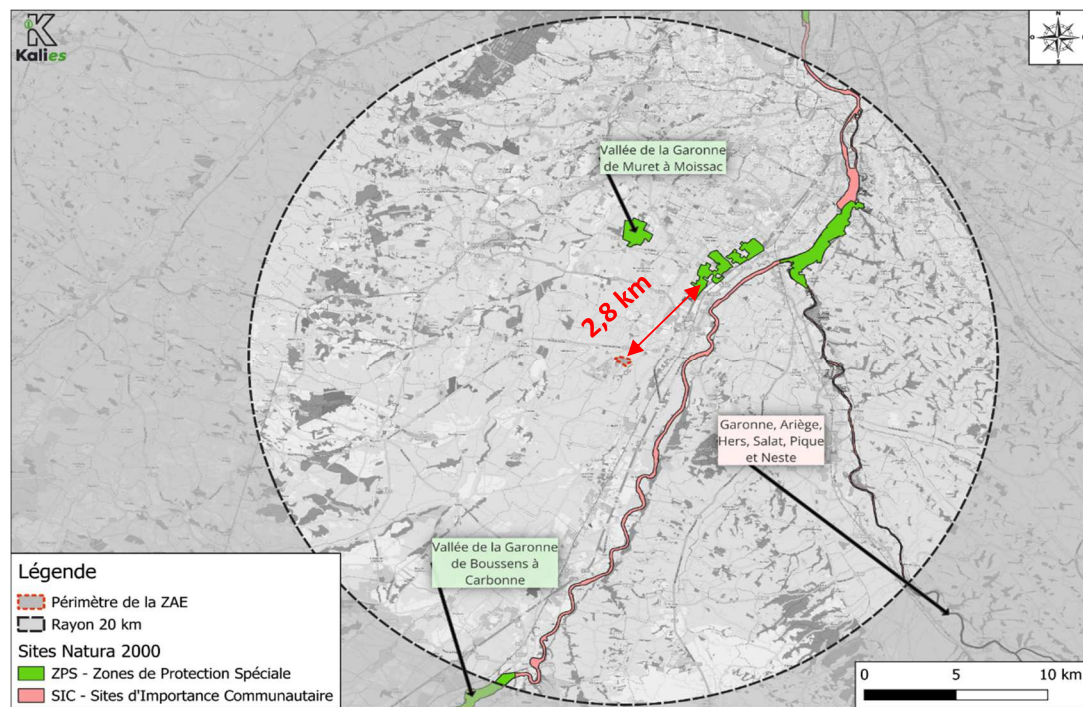 Kalies
N
O
E
S
Vallée de la Garonne
de Muret à Moissac
2,8 km
Garonne, Ariège,
Hers, Salat, Pique
et Neste
Vallée de la Garonne
de Boussens à
Carbonne
Légende
Périmètre de la ZAE
Rayon 20 km
Sites Natura 2000
ZPS - Zones de Protection Spéciale
SIC - Sites d'Importance Communautaire
0 5 10 km